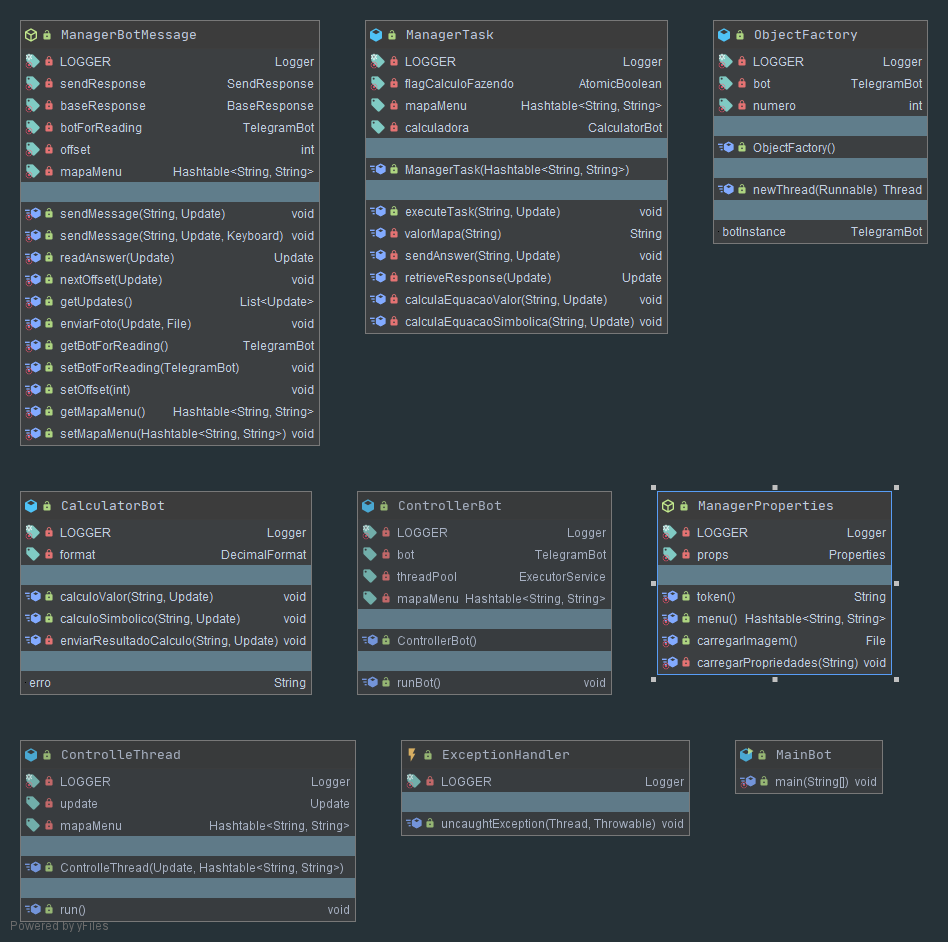 ManagerBotMessage
LOGGER Logger
sendResponse SendResponse
baseResponse BaseResponse
botForReading TelegramBot
offset int
mapaMenu Hashtable<String, String>
sendMessage(String, Update) void
sendMessage(String, Update, Keyboard) void
readAnswer(Update) Update
nextOffset(Update) void
getUpdates() List<Update>
enviarFoto(Update, File) void
getBotForReading() TelegramBot
setBotForReading(TelegramBot) void
setOffset(int) void
getMapaMenu() Hashtable<String, String>
setMapaMenu(Hashtable<String, String>) void
ManagerTask
LOGGER Logger
flagCalculoFazendo AtomicBoolean
mapaMenu Hashtable<String, String>
calculadora CalculatorBot
ManagerTask(Hashtable<String, String>)
executeTask(String, Update) void
valorMapa(String) String
sendAnswer(String, Update) void
retrieveResponse(Update) Update
calculaEquacaoValor(String, Update) void
calculaEquacaoSimbolica(String, Update) void
ObjectFactory
LOGGER Logger
bot TelegramBot
numero int
ObjectFactory()
newThread(Runnable) Thread
botInstance TelegramBot
CalculatorBot
LOGGER Logger
format DecimalFormat
calculoValor(String, Update) void
calculoSimbolico(String, Update) void
enviarResultadoCalculo(String, Update) void
erro String
ControllerBot
LOGGER Logger
bot TelegramBot
threadPool ExecutorService
mapaMenu Hashtable<String, String>
ControllerBot()
runBot() void
ManagerProperties
LOGGER Logger
props Properties
token() String
menu() Hashtable<String, String>
carregarImagem() File
carregarPropriedades(String) void
ControlleThread
LOGGER Logger
update Update
mapaMenu Hashtable<String, String>
ControlleThread(Update, Hashtable<String, String>)
run() void
ExceptionHandler
LOGGER Logger
uncaughtException(Thread, Throwable) void
MainBot
main(String[]) void
Powered by yFiles